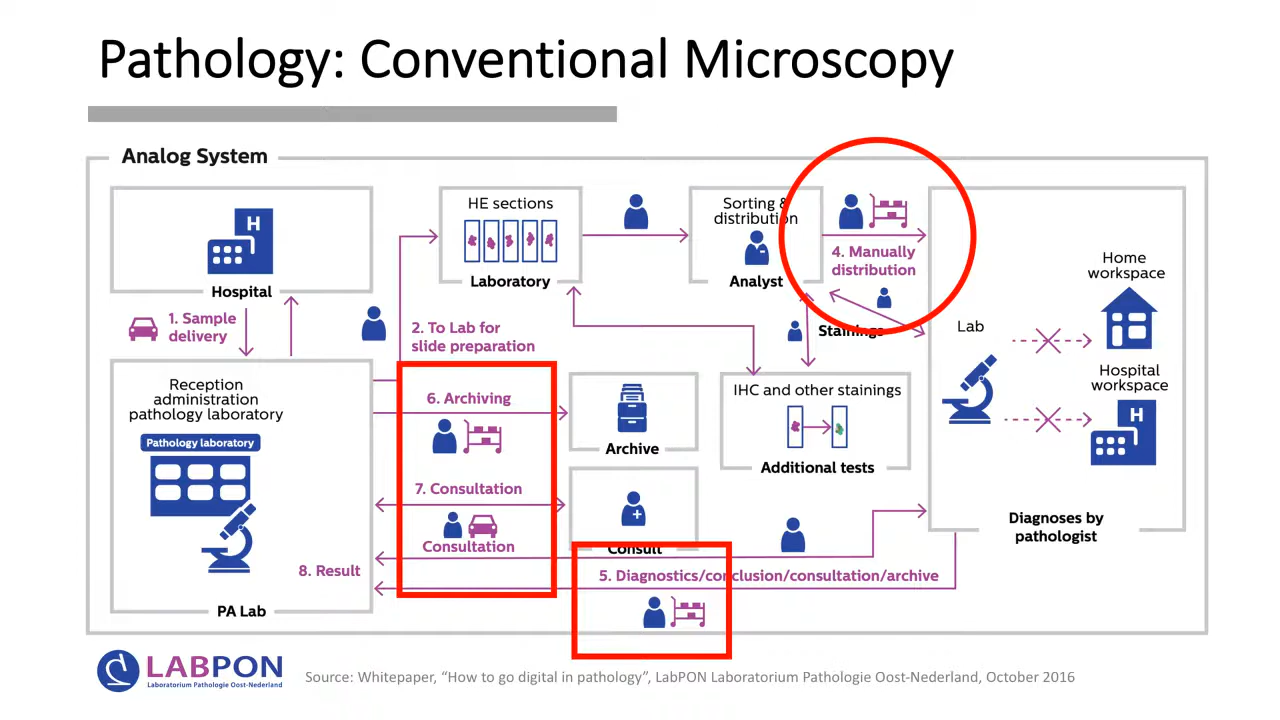 Pathology: Conventional Microscopy
Analog System
H
Hospital
1. Sample
delivery
Reception
administration
pathology laboratory
Pathology laboratory
PA Lab
HE sections
Laboratory
2. To Lab for
slide preparation
Sorting &
distribution
Analyst
4. Manually
distribution
Stainings
6. Archiving
Archive
7. Consultation
Consultation
Consult
IHC and other stainings
Additional tests
8. Result
5. Diagnostics/conclusion/consultation/archive
Lab
Home
workspace
Hospital
workspace
H
Diagnoses by
pathologist
LABPON
Laboratorium Pathologie Oost-Nederland
Source: Whitepaper, “How to go digital in pathology”, LabPON Laboratorium Pathologie Oost-Nederland, October 2016